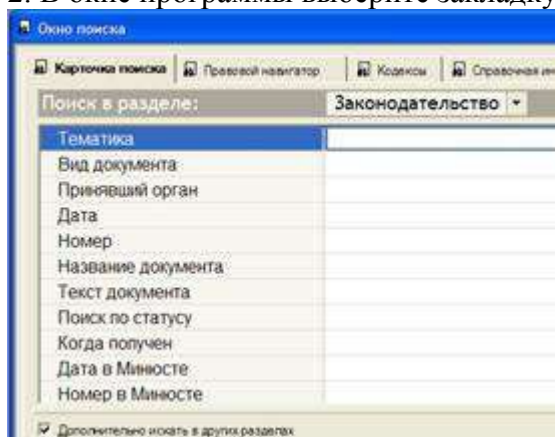 2. В окне программы выберите закладку
Окно поиска
Карточка поиска Правовой навигатор Кодексы Справочная ин
Поиск в разделе: Законодательство
Тематика
Вид документа
Принявший орган
Дата
Номер
Название документа
Текст документа
Поиск по статусу
Когда получен
Дата в Минюсте
Номер в Минюсте
Дополнительно искать в других разделах